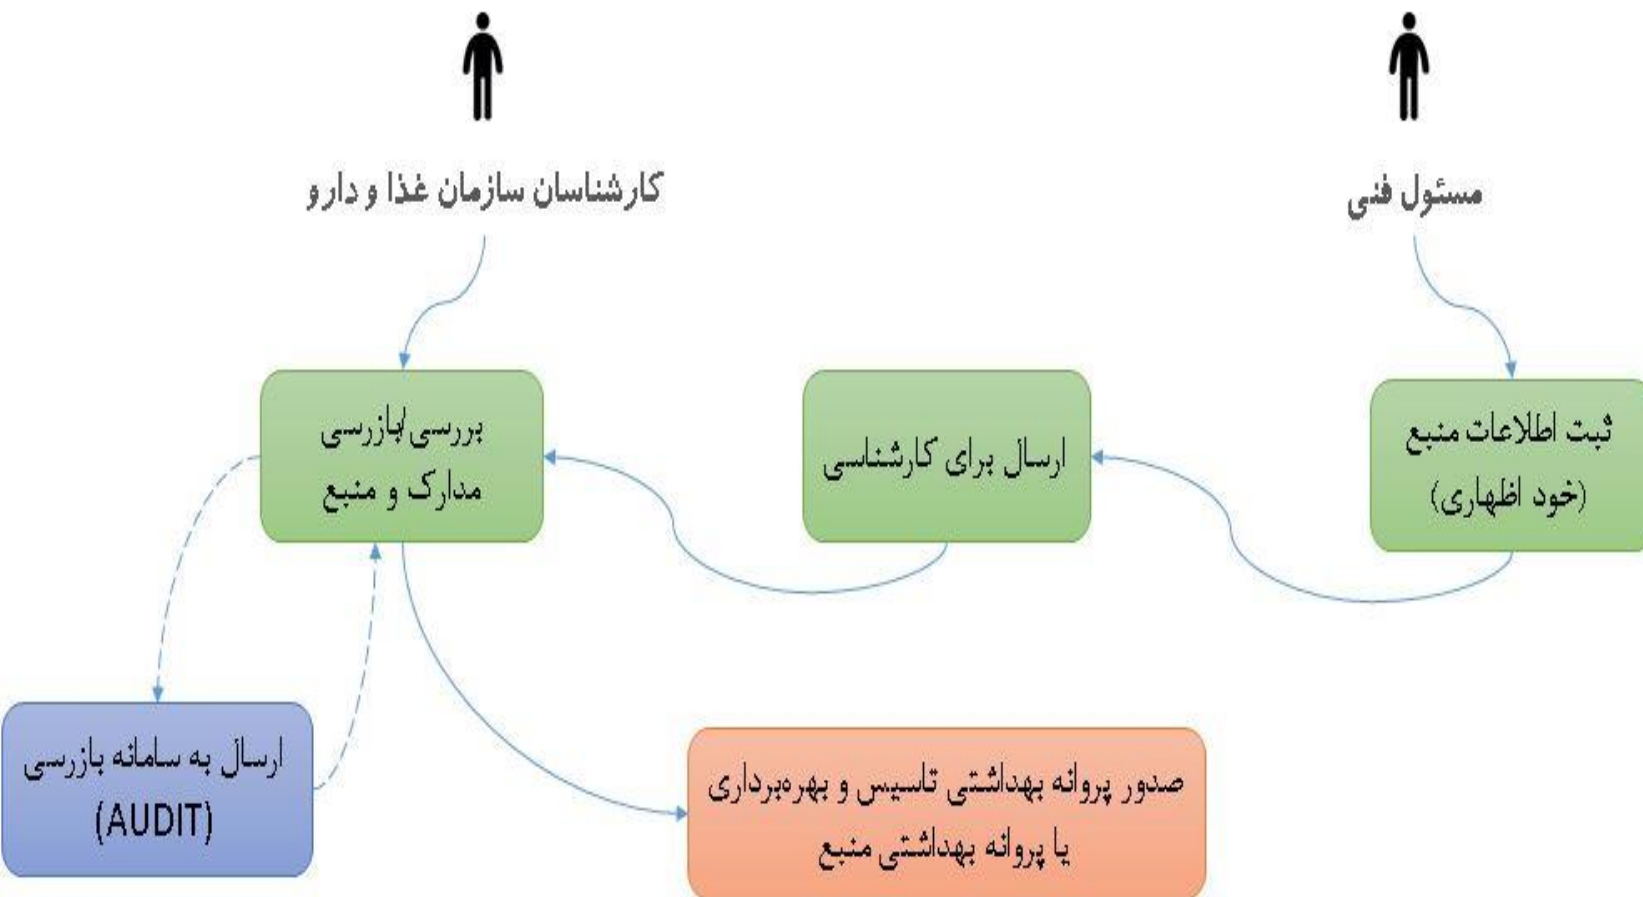 مسئول فنی
کارشناسان سازمان غذا و دارو
ثبت اطلاعات منبع
(خود اظهاری)
ارسال برای کارشناسی
بررسی/بازرسی
مدارک و منبع
صدور پروانه بهداشتی تاسیس و بهره‌برداری
یا پروانه بهداشتی منبع
ارسال به سامانه بازرسی
(AUDIT)